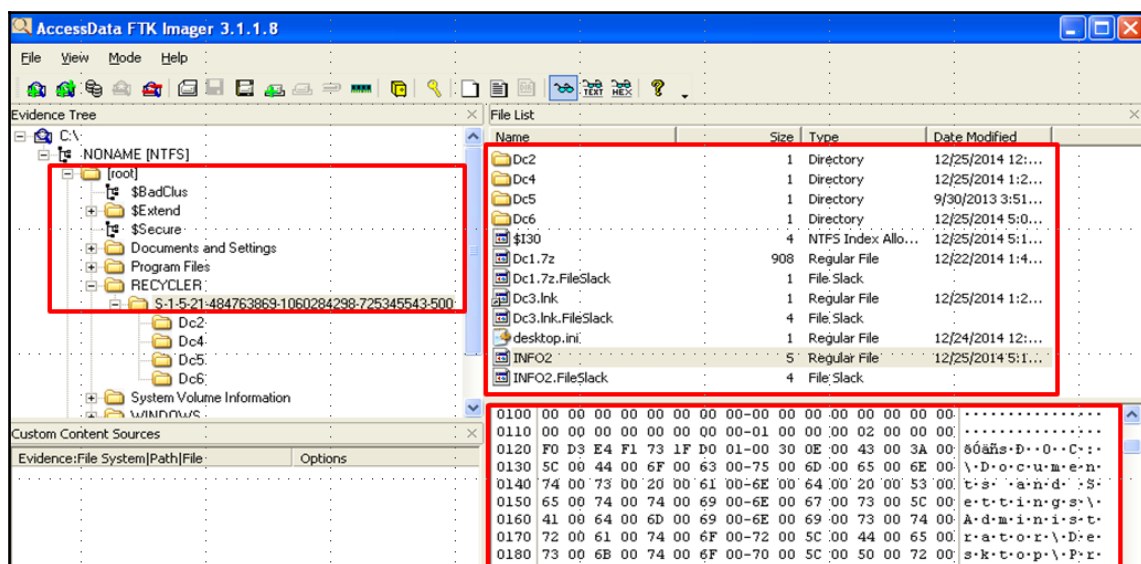 AccessData FTK Imager 3.1.1.8
File View Mode Help
TEXT HEX ?
Evidence Tree
C:\
NONAME [NTFS]
[root]
$BadClus
$Extend
$Secure
Documents and Settings
Program Files
RECYCLER
S-1-5-21-484763869-1060284298-725345543-500
Dc2
Dc4
Dc5
Dc6
System Volume Information
WINDOWS
Custom Content Sources
Evidence:File System|Path|File Options
File List
Name Size Type Date Modified
Dc2 1 Directory 12/25/2014 12:...
Dc4 1 Directory 12/25/2014 1:2...
Dc5 1 Directory 9/30/2013 3:51...
Dc6 1 Directory 12/25/2014 5:0...
$I30 4 NTFS Index Allo... 12/25/2014 5:1...
Dc1.7z 908 Regular File 12/22/2014 1:4...
Dc1.7z.FileSlack 1 File Slack
Dc3.lnk 1 Regular File 12/25/2014 1:2...
Dc3.lnk.FileSlack 4 File Slack
desktop.ini 1 Regular File 12/24/2014 12:...
INFO2 5 Regular File 12/25/2014 5:1...
INFO2.FileSlack 4 File Slack
0100 00 00 00 00 00 00 00 00-00 00 00 00 00 00 00 00 ················
0110 00 00 00 00 00 00 00 00-01 00 00 00 02 00 00 00 ················
0120 F0 D3 E4 F1 73 1F D0 01-00 30 0E 00 43 00 3A 00 ðÓäñs·Ð··0··C·:·
0130 5C 00 44 00 6F 00 63 00-75 00 6D 00 65 00 6E 00 \·D·o·c·u·m·e·n·
0140 74 00 73 00 20 00 61 00-6E 00 64 00 20 00 53 00 t·s· ·a·n·d· ·S·
0150 65 00 74 00 74 00 69 00-6E 00 67 00 73 00 5C 00 e·t·t·i·n·g·s·\·
0160 41 00 64 00 6D 00 69 00-6E 00 69 00 73 00 74 00 A·d·m·i·n·i·s·t·
0170 72 00 61 00 74 00 6F 00-72 00 5C 00 44 00 65 00 r·a·t·o·r·\·D·e·
0180 73 00 6B 00 74 00 6F 00-70 00 5C 00 50 00 72 00 s·k·t·o·p·\·P·r·